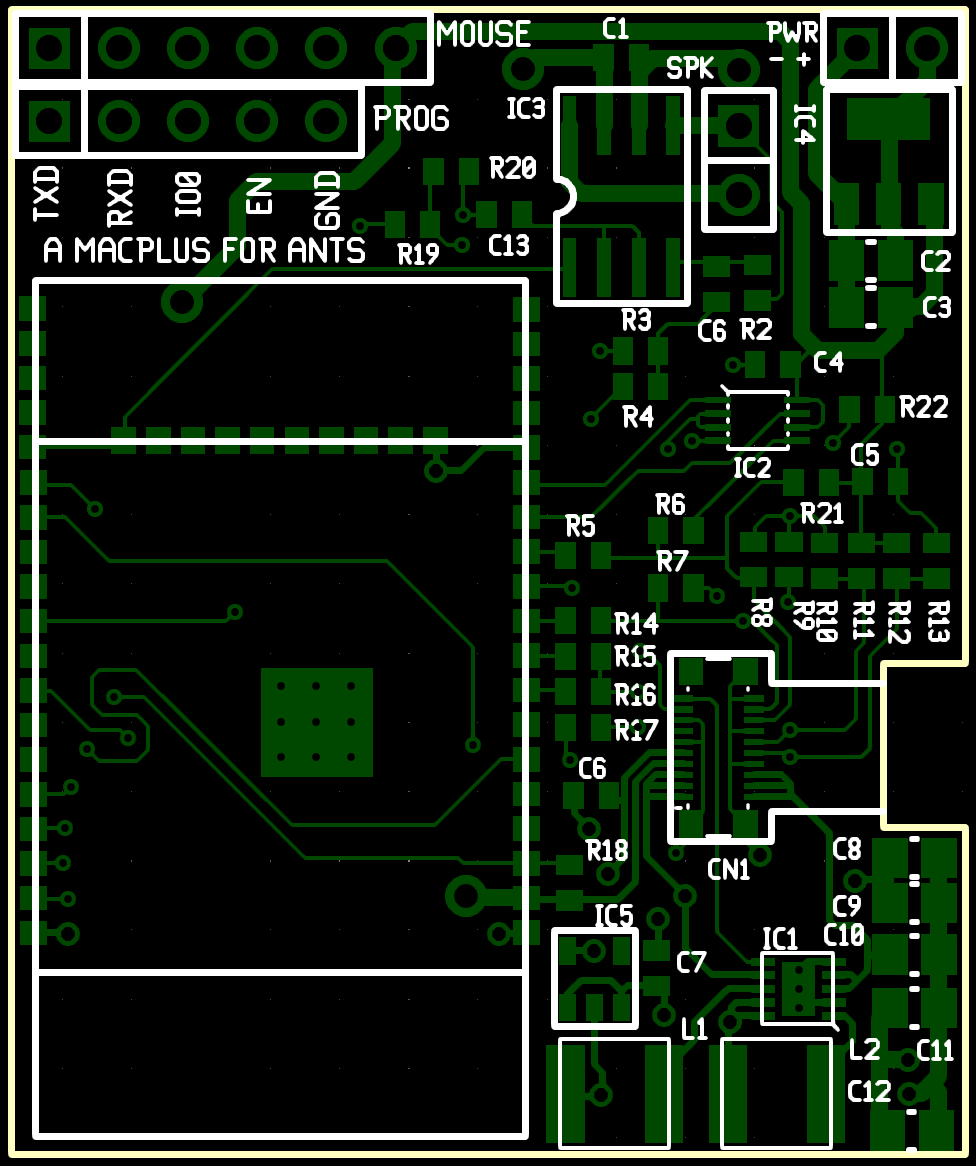 MOUSE
C1
PWR
- +
SPK
IC3
IC4
PROG
R20
TXD
RXD
IO0
EN
GND
C13
R19
A MACPLUS FOR ANTS
C2
C3
R3
C6
R2
C4
R4
R22
IC2
C5
R6
R5
R21
R7
R8
R9
R10
R11
R12
R13
R14
R15
R16
R17
C6
R18
CN1
C8
C9
IC5
IC1
C10
C7
L1
L2
C11
C12